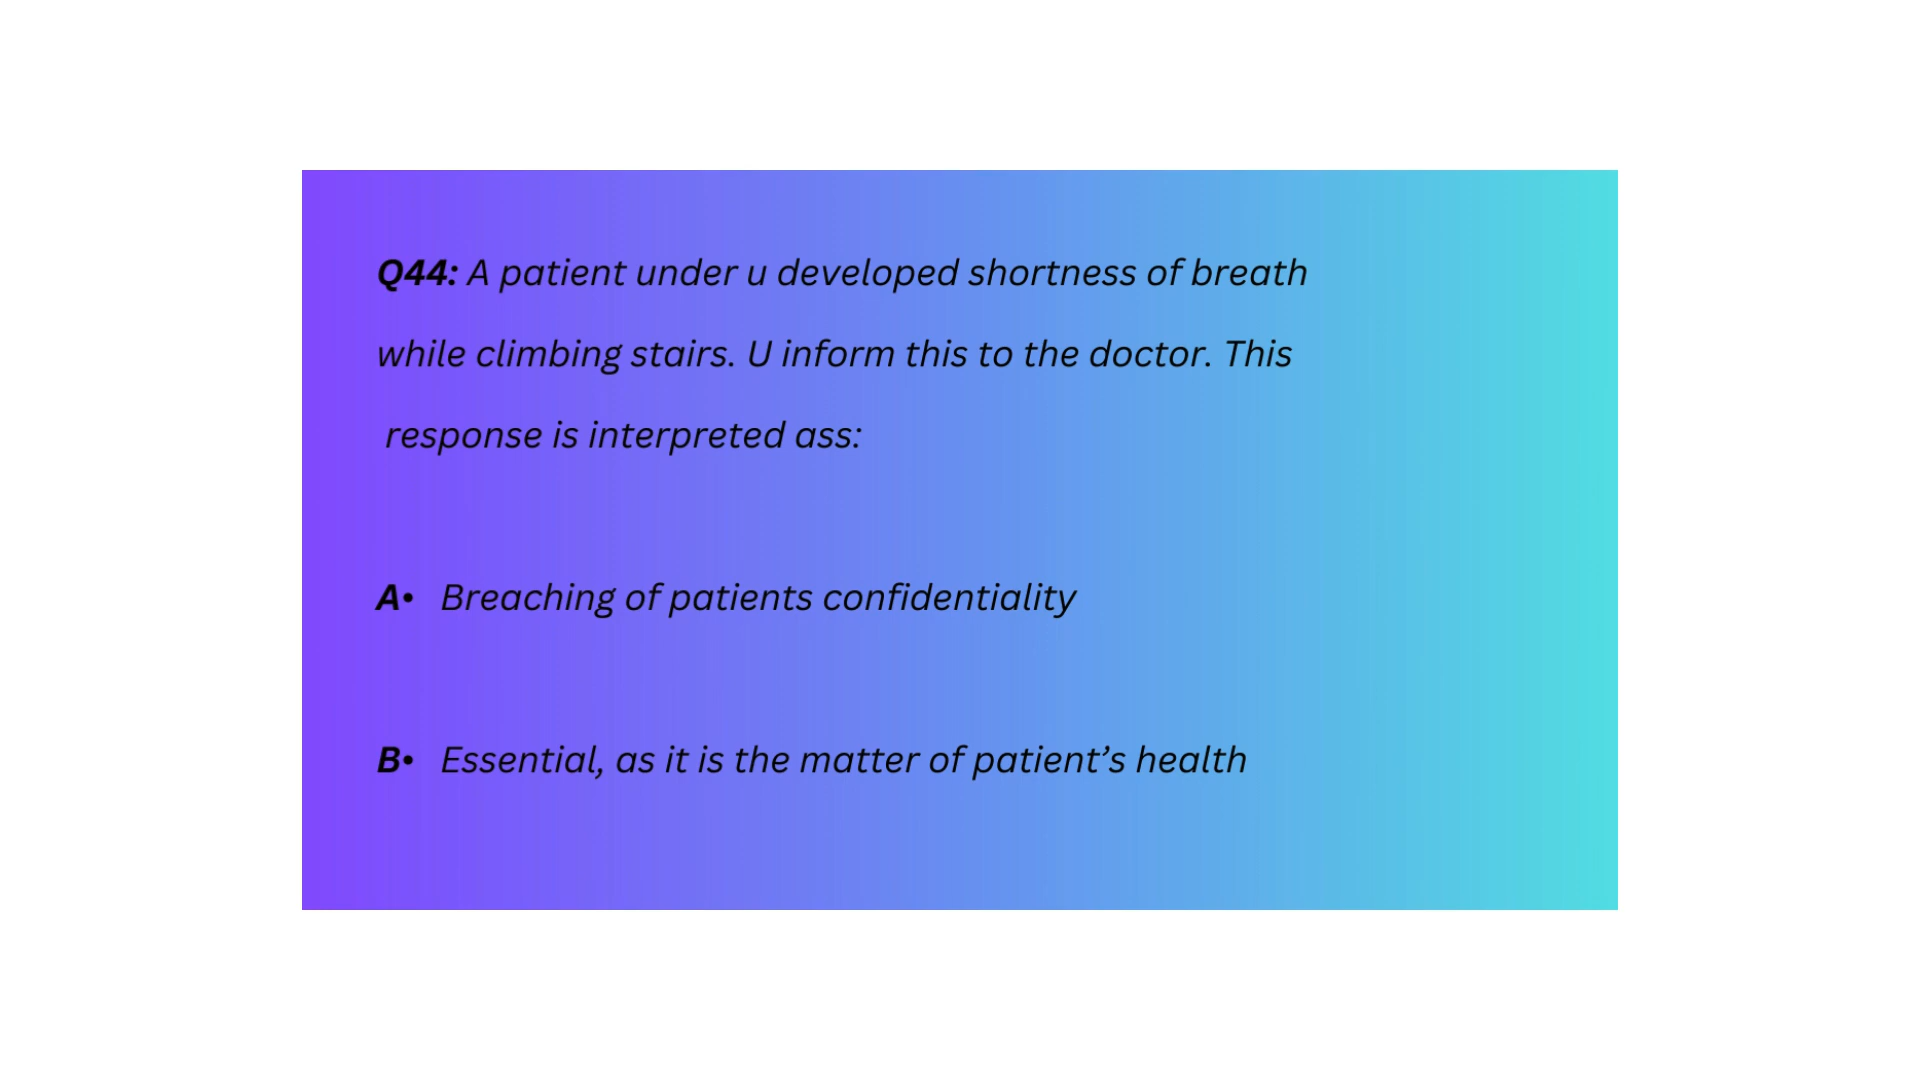 Q44: A patient under u developed shortness of breath
while climbing stairs. U inform this to the doctor. This
response is interpreted ass:
A• Breaching of patients confidentiality
B• Essential, as it is the matter of patient’s health